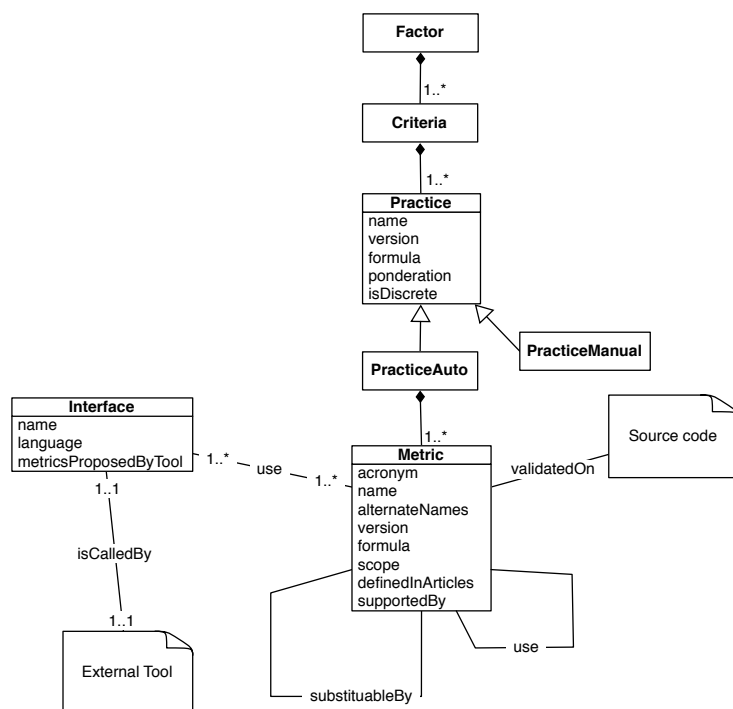 Factor
1..*
Criteria
1..*
Practice
name
version
formula
ponderation
isDiscrete
PracticeManual
PracticeAuto
1..*
Interface
name
language
metricsProposedByTool
1..*
use
1..*
Metric
acronym
name
alternateNames
version
formula
scope
definedInArticles
supportedBy
validatedOn
Source code
1..1
isCalledBy
1..1
External Tool
use
substituableBy